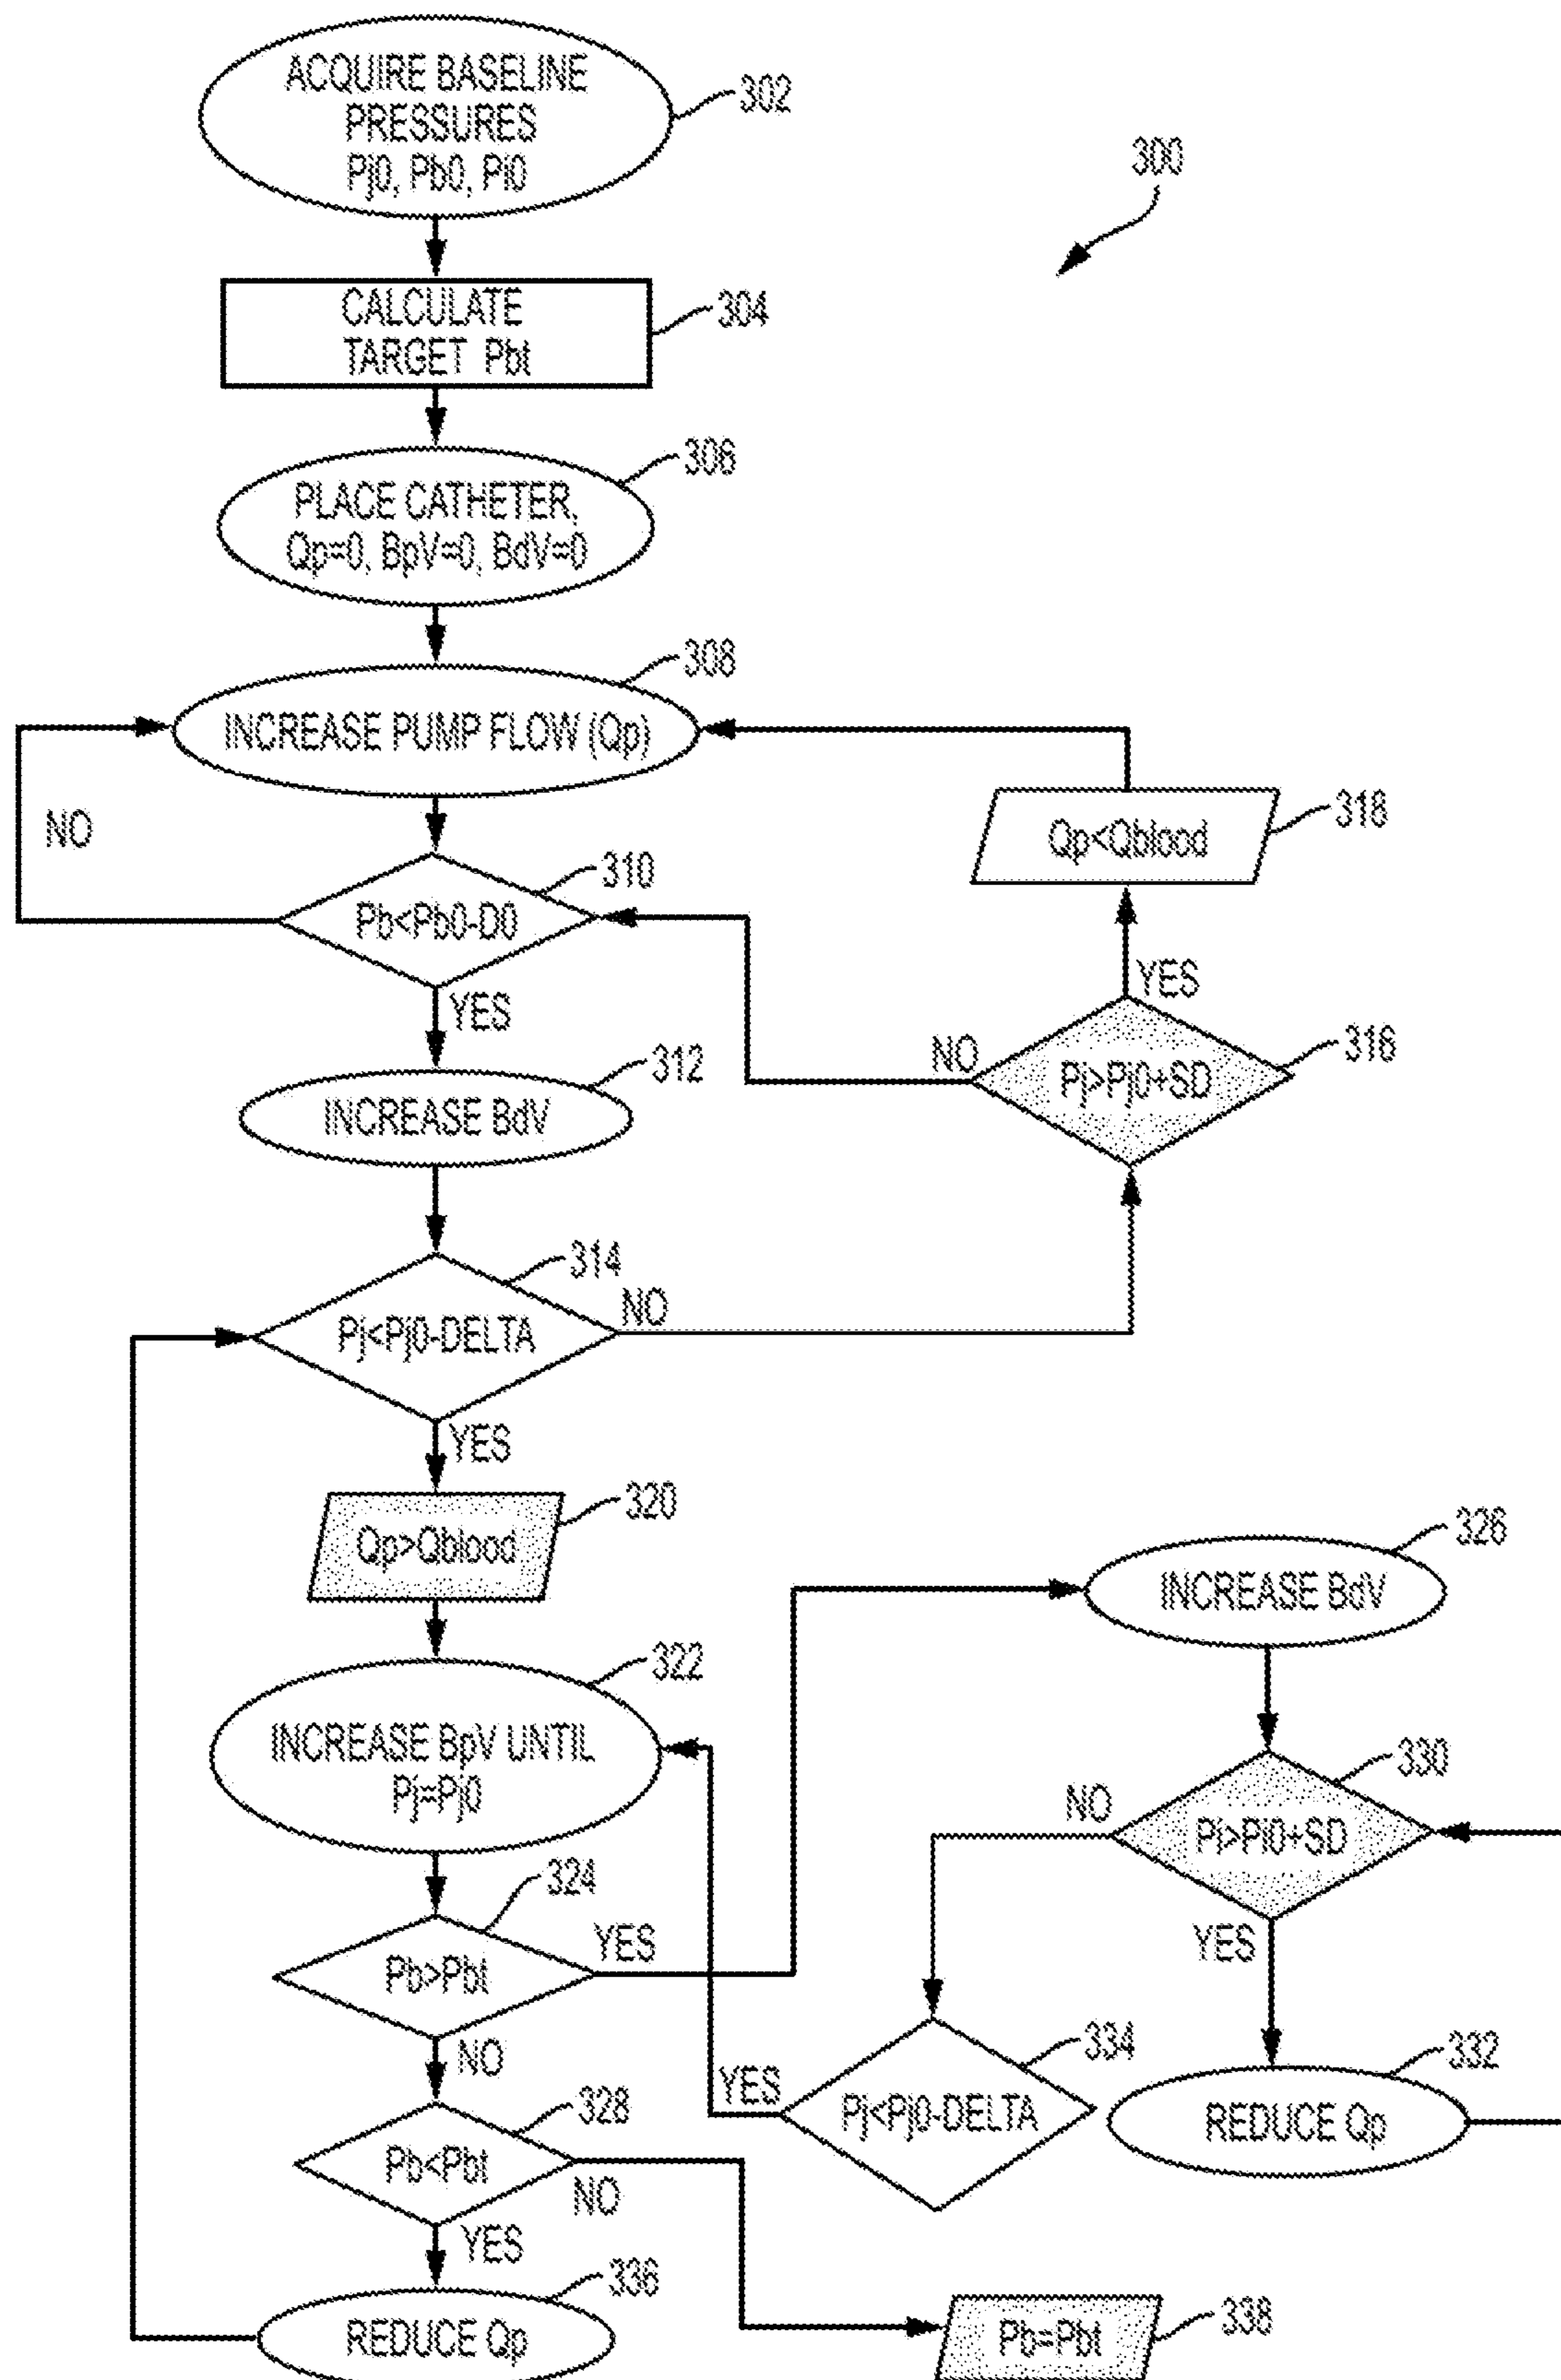 ACQUIRE BASELINE
PRESSURES
Pj0, Pb0, Pi0
302
300
CALCULATE
TARGET Pbt
304
PLACE CATHETER,
Qp=0, BpV=0, BdV=0
306
INCREASE PUMP FLOW (Qp)
308
NO
Qp<Qblood
318
Pb<Pb0-D0
310
YES
YES
NO
Pj>Pj0+SD
316
INCREASE BdV
312
Pj<Pj0-DELTA
314
NO
YES
Qp>Qblood
320
INCREASE BdV
326
INCREASE BpV UNTIL
Pj=Pj0
322
NO
Pi>Pi0+SD
330
YES
Pb>Pbt
324
YES
NO
YES
Pj<Pj0-DELTA
334
REDUCE Qp
332
Pb<Pbt
328
NO
YES
REDUCE Qp
336
Pb=Pbt
338